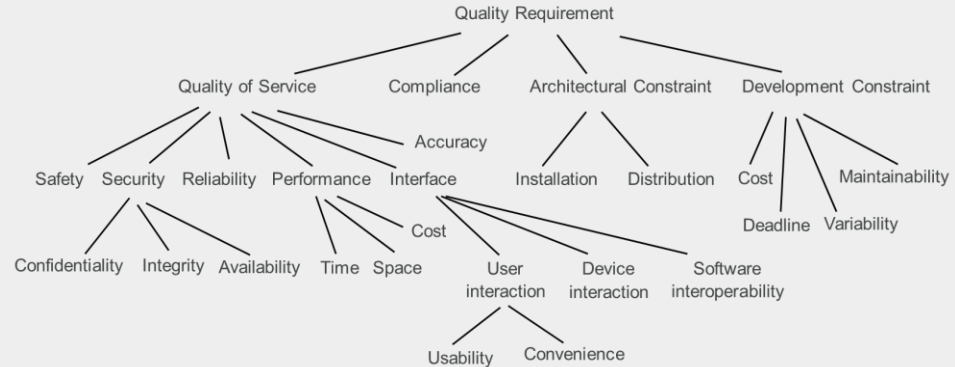 Quality Requirement
Quality of Service
Compliance
Architectural Constraint
Development Constraint
Accuracy
Safety
Security
Reliability
Performance
Interface
Installation
Distribution
Cost
Maintainability
Deadline
Variability
Cost
Confidentiality
Integrity
Availability
Time
Space
User
interaction
Device
interaction
Software
interoperability
Usability
Convenience